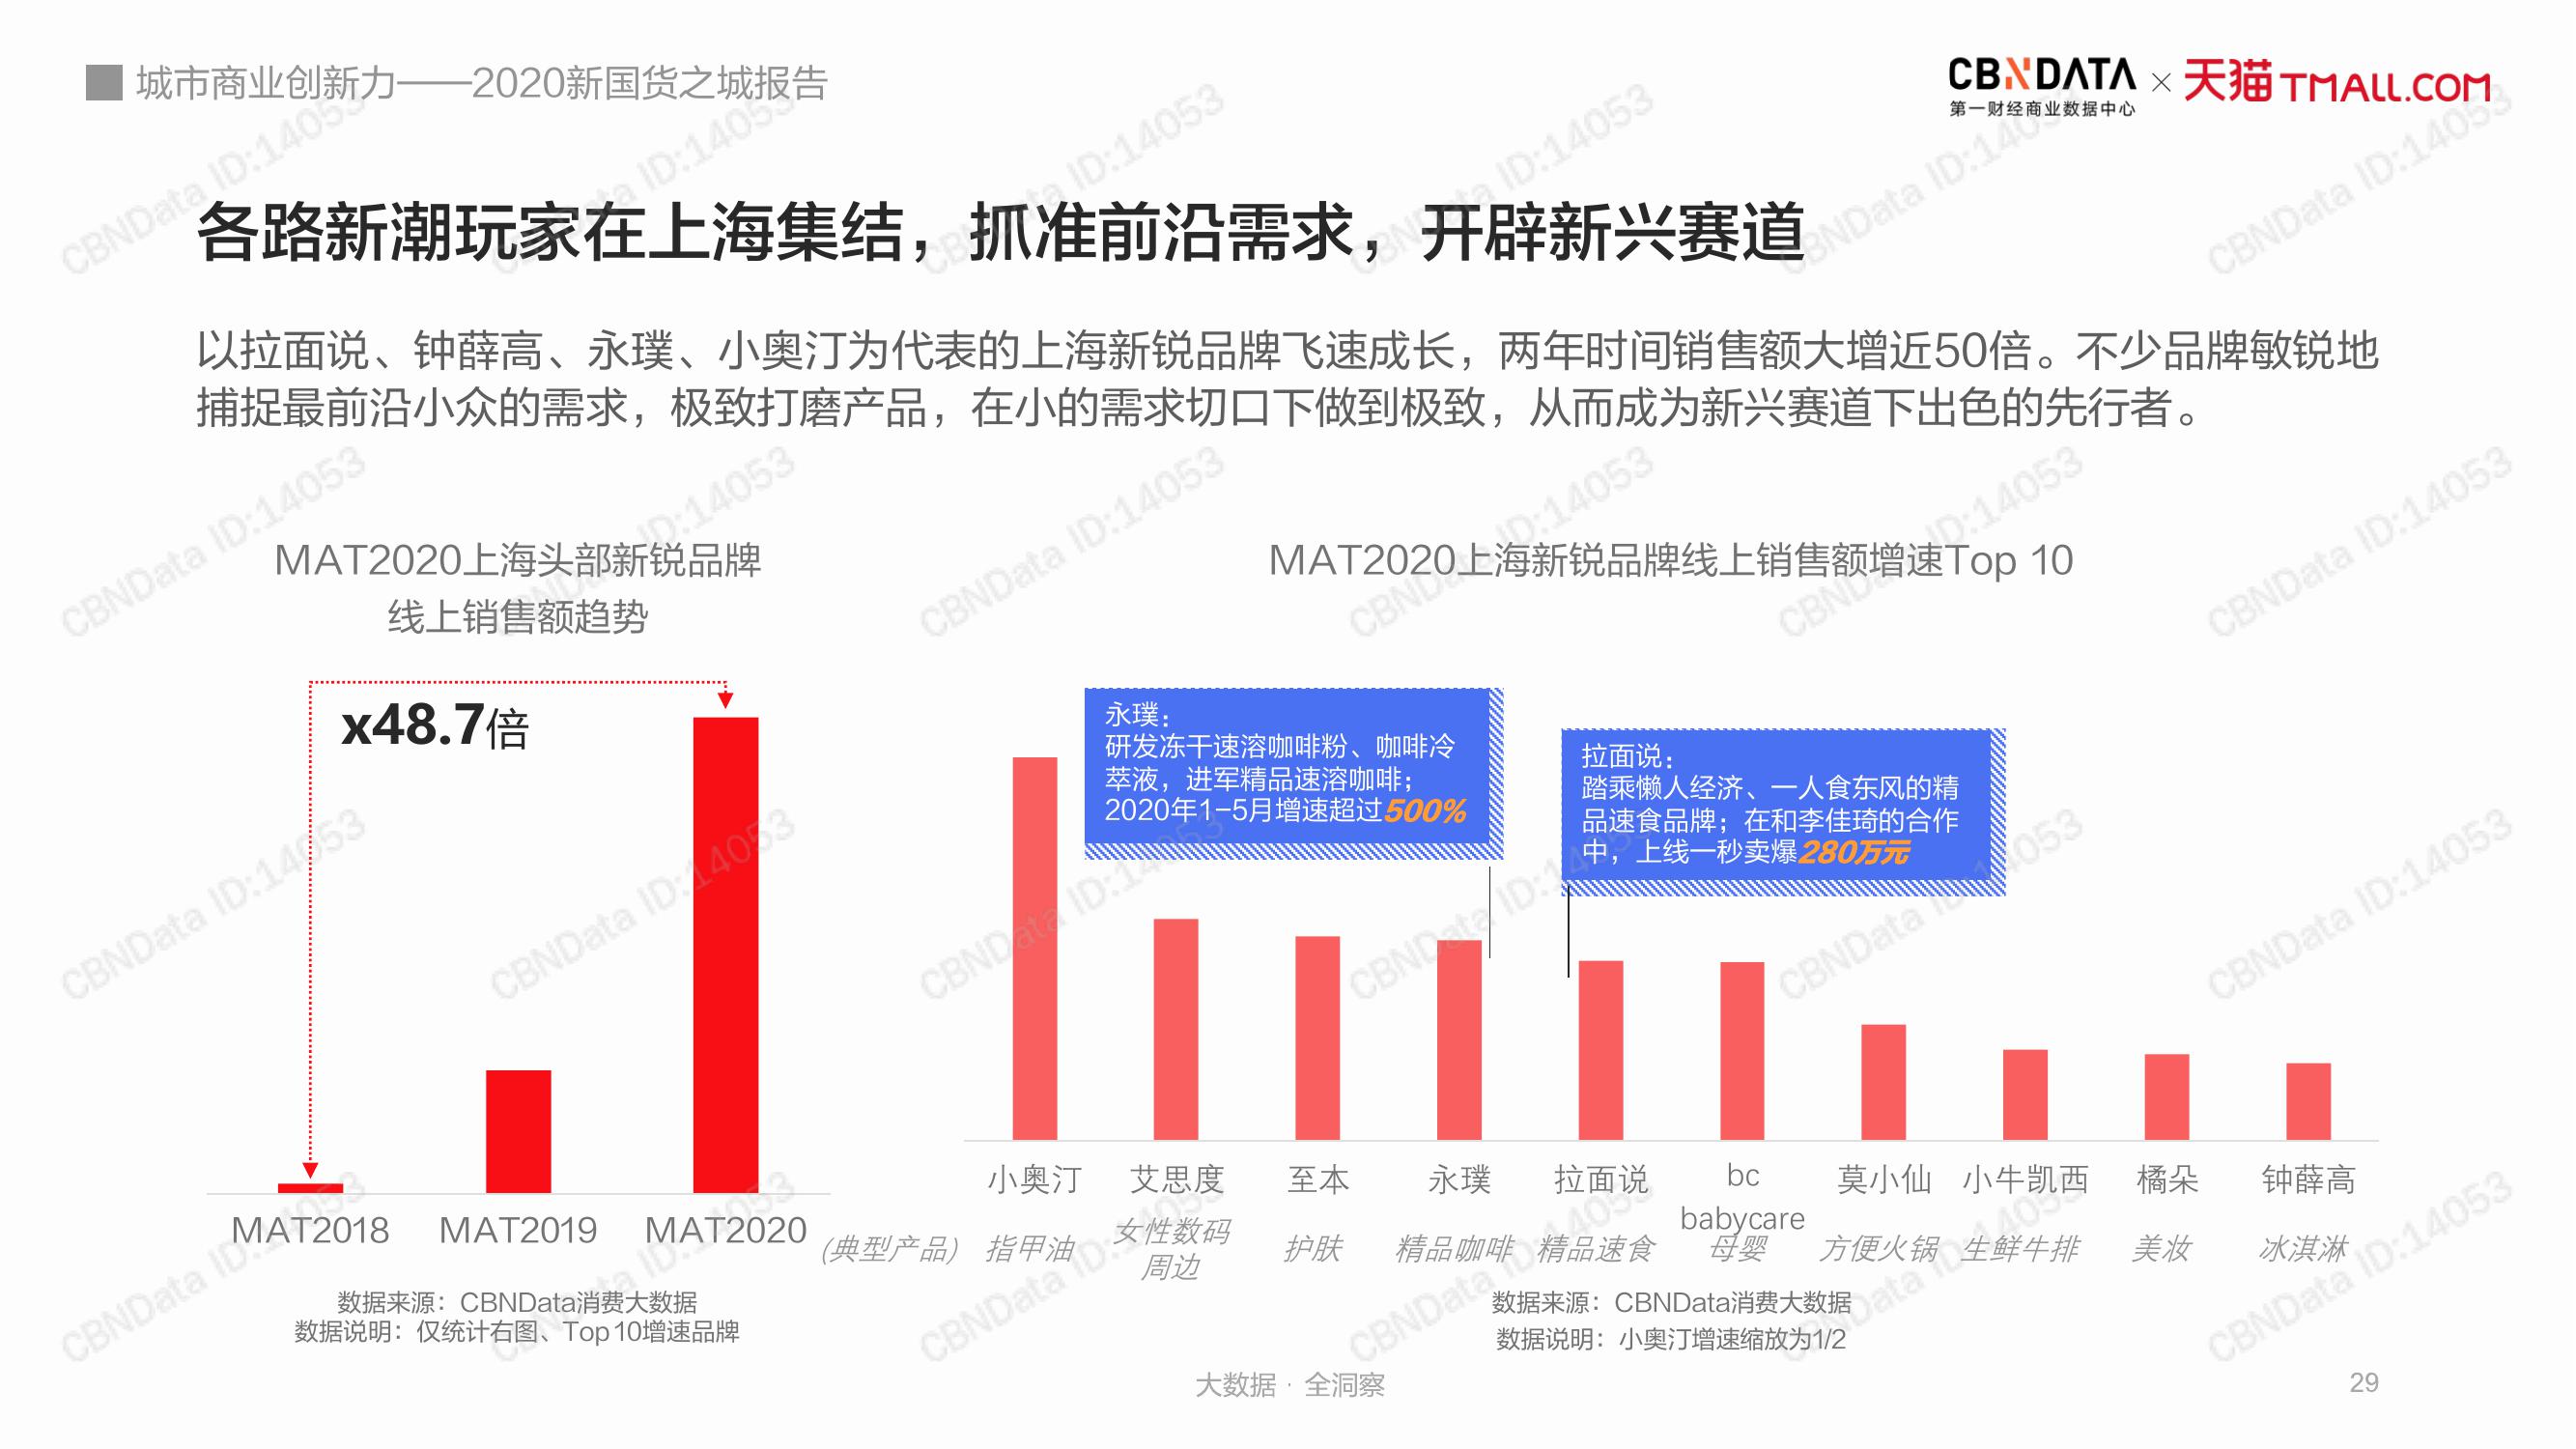 城市商业创新力——2020新国货之城报告
CBNDATA
第一财经商业数据中心
×
天猫 TMALL.COM
各路新潮玩家在上海集结，抓准前沿需求，开辟新兴赛道
以拉面说、钟薛高、永璞、小奥汀为代表的上海新锐品牌飞速成长，两年时间销售额大增近50倍。不少品牌敏锐地
捕捉最前沿小众的需求，极致打磨产品，在小的需求切口下做到极致，从而成为新兴赛道下出色的先行者。
MAT2020上海头部新锐品牌
线上销售额趋势
x48.7倍
MAT2018 MAT2019 MAT2020
数据来源：CBNData消费大数据
数据说明：仅统计右图、Top10增速品牌
MAT2020上海新锐品牌线上销售额增速Top 10
永璞：
研发冻干速溶咖啡粉、咖啡冷
萃液，进军精品速溶咖啡；
2020年1–5月增速超过500%
拉面说：
踏乘懒人经济、一人食东风的精
品速食品牌；在和李佳琦的合作
中，上线一秒卖爆280万元
小奥汀 艾思度 至本 永璞 拉面说 bc 莫小仙 小牛凯西 橘朵 钟薛高
babycare
(典型产品) 指甲油 女性数码 护肤 精品咖啡 精品速食 母婴 方便火锅 生鲜牛排 美妆 冰淇淋
周边
数据来源：CBNData消费大数据
数据说明：小奥汀增速缩放为1/2
大数据 · 全洞察
29
CBNData ID:14053